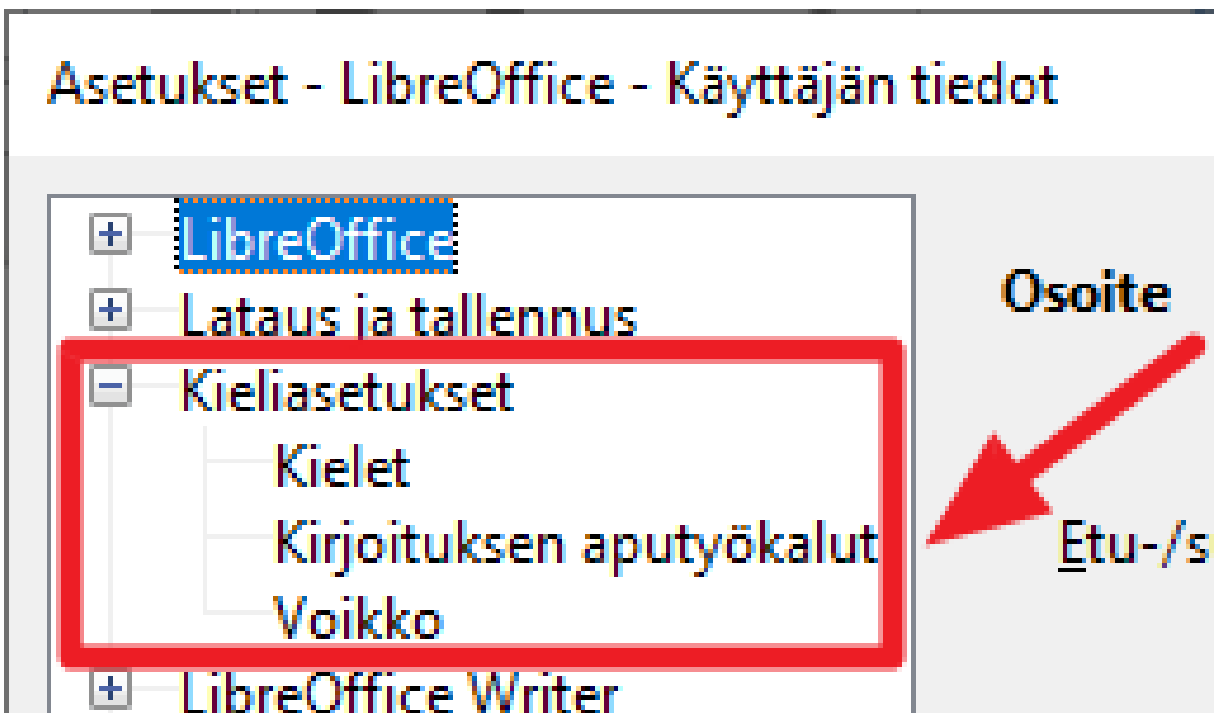 Asetukset - LibreOffice - Käyttäjän tiedot
LibreOffice
Lataus ja tallennus
Osoite
Kieliasetukset
Kielet
Kirjoituksen aputyökalut
Etu-/s
Voikko
LibreOffice Writer